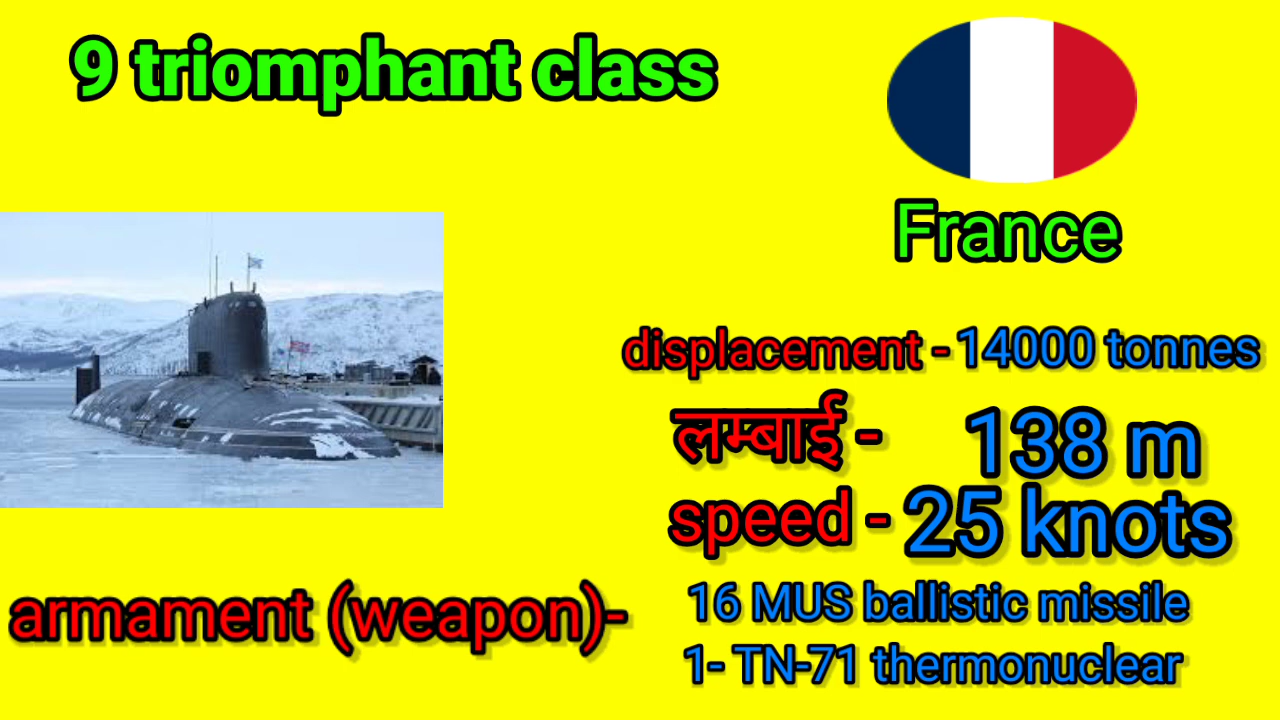 9 triomphant class
France
displacement - 14000 tonnes
लम्बाई - 138 m
speed - 25 knots
armament (weapon)-
16 MUS ballistic missile
1- TN-71 thermonuclear